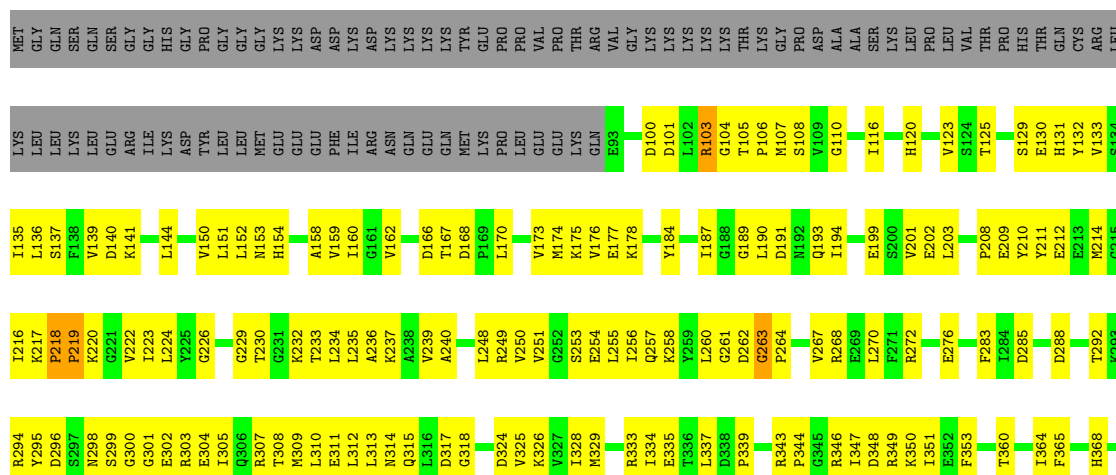 MET GLY GLN SER GLN SER GLY GLY HIS GLY PRO GLY GLY GLY LYS LYS ASP ASP LYS ASP LYS LYS LYS LYS TYR GLU PRO PRO VAL PRO THR ARG VAL GLY LYS LYS LYS LYS LYS THR LYS GLY PRO ASP ALA ALA SER LYS LEU PRO LEU VAL THR PRO HIS THR GLN CYS ARG LEU
LYS LEU LEU LYS LEU GLU ARG ILE LYS ASP TYR LEU LEU MET GLU GLU GLU PHE ILE ARG ASN GLN GLU GLN MET LYS PRO LEU GLU GLU LYS GLN E93 D100 D101 L102 R103 G104 T105 P106 M107 S108 V109 G110 I116 H120 V123 S124 T125 S129 E130 H131 Y132 V133 S134
I135 L136 S137 F138 V139 D140 K141 L144 V150 L151 L152 N153 H154 A158 V159 I160 G161 V162 D166 T167 D168 P169 L170 V173 M174 K175 V176 E177 K178 Y184 I187 G188 G189 L190 D191 N192 Q193 I194 E199 S200 V201 E202 L203 P208 E209 Y210 Y211 E212 E213 M214 G215
I216 K217 P218 P219 K220 G221 V222 I223 L224 Y225 G226 G229 T230 G231 K232 T233 L234 L235 A236 K237 A238 V239 A240 L248 R249 V250 V251 G252 S253 E254 L255 I256 Q257 K258 Y259 L260 G261 D262 G263 P264 V267 R268 E269 L270 F271 R272 E276 F283 I284 D285 D288 T292 K293
R294 Y295 D296 S297 N298 S299 G300 G301 E302 R303 E304 I305 Q306 R307 T308 M309 L310 E311 L312 L313 N314 Q315 L316 D317 G318 D324 V325 K326 V327 I328 M329 R333 I334 E335 T336 L337 D338 P339 R343 P344 G345 R346 I347 D348 R349 K350 I351 E352 F353 T360 I364 F365 H368